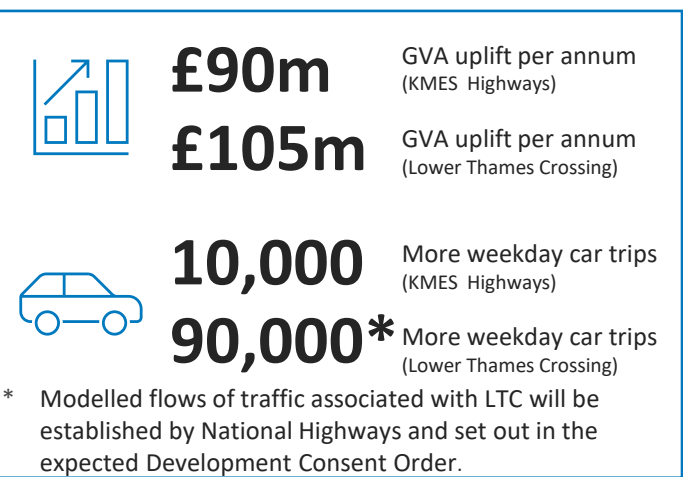 £90m GVA uplift per annum
(KMES Highways)
£105m GVA uplift per annum
(Lower Thames Crossing)
10,000 More weekday car trips
(KMES Highways)
90,000* More weekday car trips
(Lower Thames Crossing)
* Modelled flows of traffic associated with LTC will be
established by National Highways and set out in the
expected Development Consent Order.